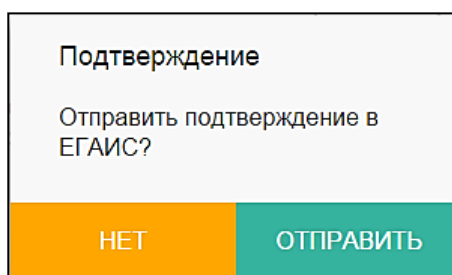 Подтверждение
Отправить подтверждение в
ЕГАИС?
НЕТ
ОТПРАВИТЬ